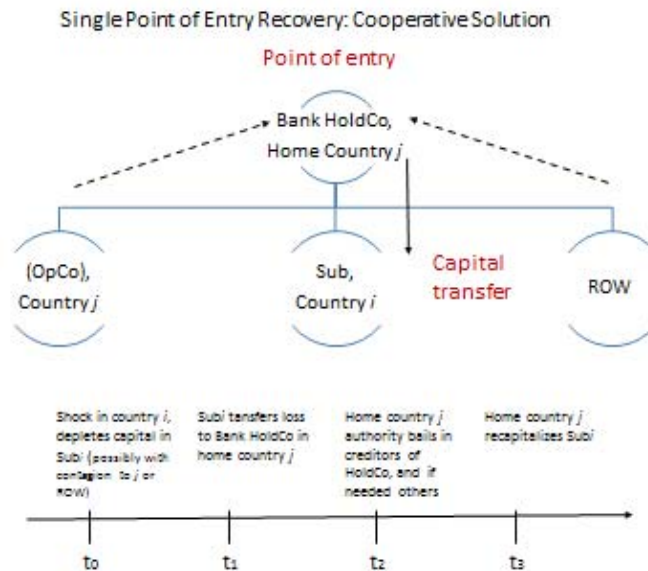 Single Point of Entry Recovery: Cooperative Solution
Point of entry
Bank HoldCo,
Home Country j
(OpCo),
Country j
Sub,
Country i
Capital
transfer
ROW
Shock in country i,
depletes capital in
Subi (possibly with
contagion to j or
ROW)
Subi tansfers loss
to Bank HoldCo in
home country j
Home country j
authority bails in
creditors of
HoldCo, and if
needed others
Home country j
recapitalizes Subi
t0
t1
t2
t3